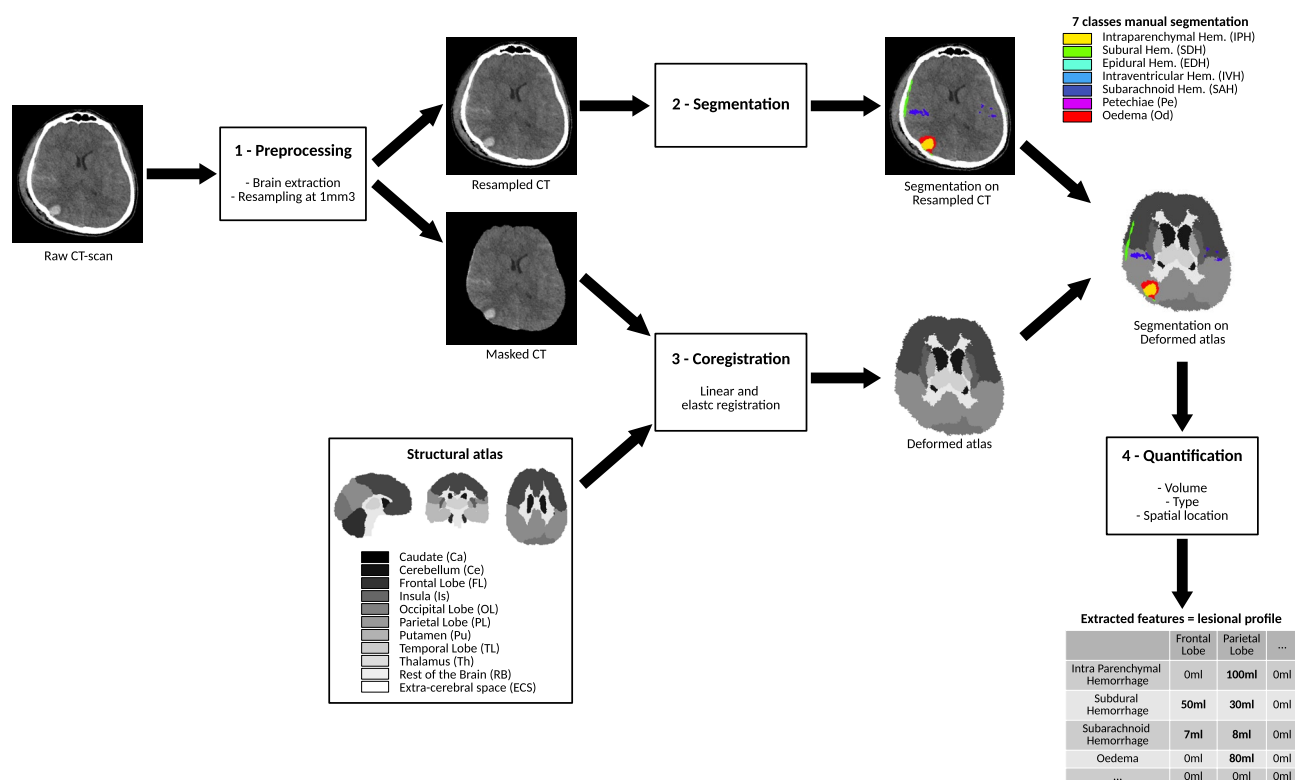 7 classes manual segmentation
Intraparenchymal Hem. (IPH)
Subural Hem. (SDH)
Epidural Hem. (EDH)
Intraventricular Hem. (IVH)
Subarachnoid Hem. (SAH)
Petechiae (Pe)
Oedema (Od)
Raw CT-scan
1 - Preprocessing
- Brain extraction
- Resampling at 1mm3
Resampled CT
Masked CT
2 - Segmentation
Segmentation on
Resampled CT
3 - Coregistration
Linear and
elastc registration
Structural atlas
Caudate (Ca)
Cerebellum (Ce)
Frontal Lobe (FL)
Insula (Is)
Occipital Lobe (OL)
Parietal Lobe (PL)
Putamen (Pu)
Temporal Lobe (TL)
Thalamus (Th)
Rest of the Brain (RB)
Extra-cerebral space (ECS)
Deformed atlas
Segmentation on
Deformed atlas
4 - Quantification
- Volume
- Type
- Spatial location
Extracted features = lesional profile
Frontal Lobe Parietal Lobe ...
Intra Parenchymal Hemorrhage 0ml 100ml 0ml
Subdural Hemorrhage 50ml 30ml 0ml
Subarachnoid Hemorrhage 7ml 8ml 0ml
Oedema 0ml 80ml 0ml
... 0ml 0ml 0ml